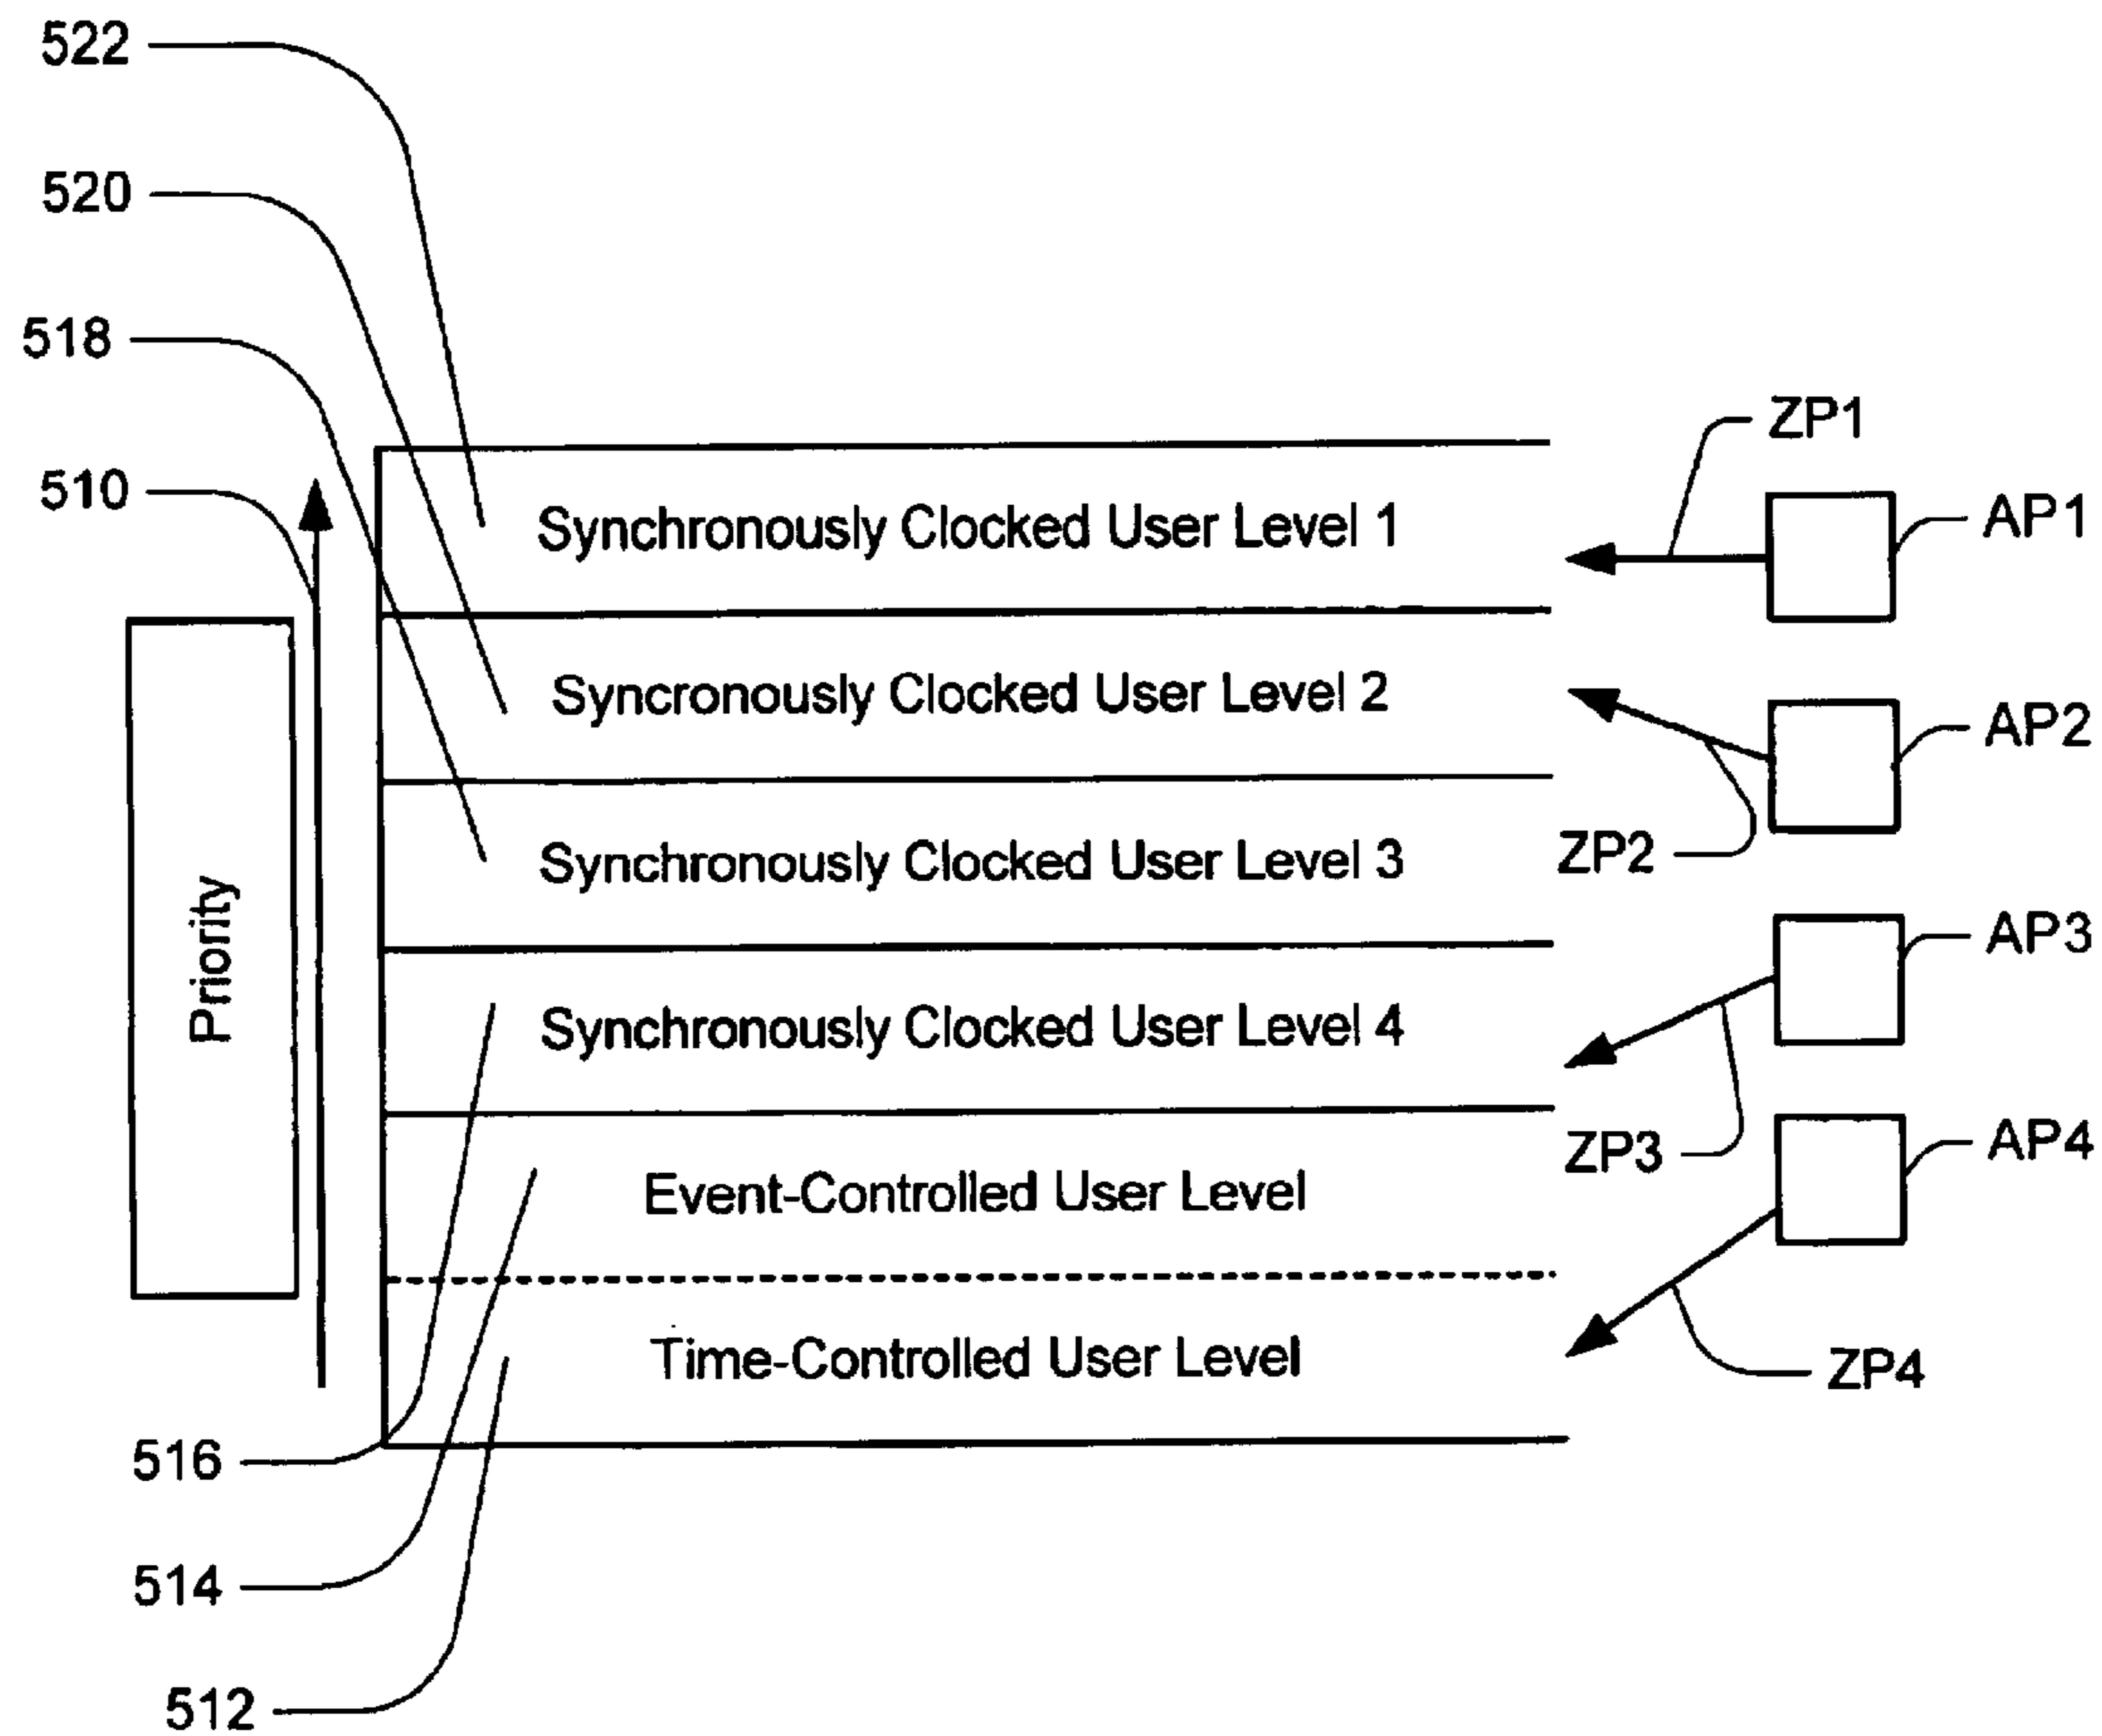 522
520
518
510
ZP1
AP1
Synchronously Clocked User Level 1
Syncronously Clocked User Level 2
AP2
ZP2
Synchronously Clocked User Level 3
Priority
AP3
Synchronously Clocked User Level 4
ZP3
AP4
Event-Controlled User Level
Time-Controlled User Level
ZP4
516
514
512